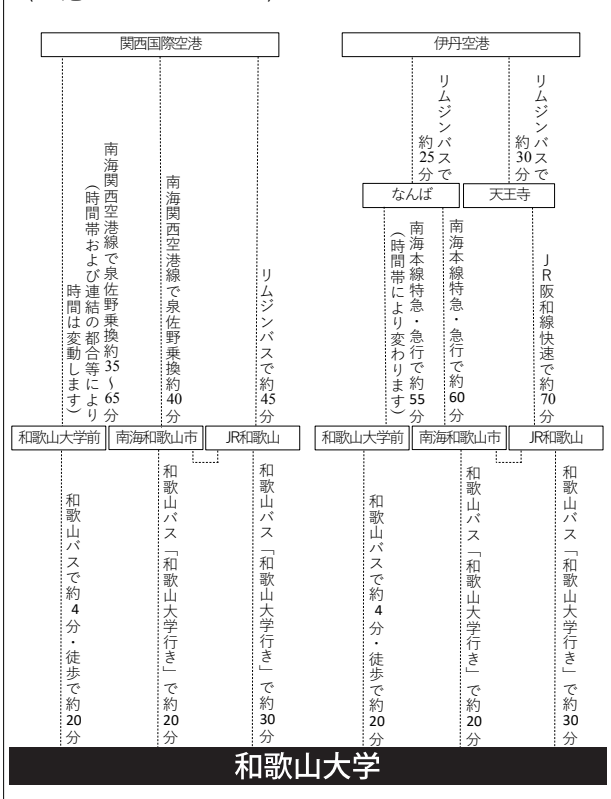 関西国際空港
南海関西空港線で泉佐野乗換約35～65分
(時間帯および連結の都合等により
時間は変動します)
南海関西空港線で泉佐野乗換約40分
リムジンバスで約45分
和歌山大学前
南海和歌山市
JR和歌山
和歌山バスで約4分・徒歩で約20分
和歌山バス「和歌山大学行き」で約20分
和歌山バス「和歌山大学行き」で約30分
伊丹空港
リムジンバスで
約25分
リムジンバスで
約30分
なんば
天王寺
南海本線特急・急行で約55分
(時間帯により変わります)
南海本線特急・急行で約60分
JR阪和線快速で約70分
和歌山大学前
南海和歌山市
JR和歌山
和歌山バスで約4分・徒歩で約20分
和歌山バス「和歌山大学行き」で約20分
和歌山バス「和歌山大学行き」で約30分
和歌山大学